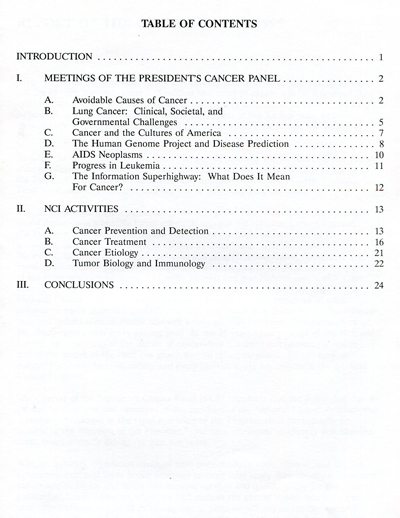 TABLE OF CONTENTS
INTRODUCTION . . . . . . . . . . . . . . . . . . . . . . . . . . . . . . . . . . . . . . . . . . . . . 1
I. MEETINGS OF THE PRESIDENT'S CANCER PANEL . . . . . . . . . . . . . . . 2
A. Avoidable Causes of Cancer . . . . . . . . . . . . . . . . . . . . . . . . . . . . . . 2
B. Lung Cancer: Clinical, Societal, and
Governmental Challenges . . . . . . . . . . . . . . . . . . . . . . . . . . . . . . . 5
C. Cancer and the Cultures of America . . . . . . . . . . . . . . . . . . . . . . . . 7
D. The Human Genome Project and Disease Prediction . . . . . . . . . . . . . 8
E. AIDS Neoplasms . . . . . . . . . . . . . . . . . . . . . . . . . . . . . . . . . . . . . 10
F. Progress in Leukemia . . . . . . . . . . . . . . . . . . . . . . . . . . . . . . . . . . 11
G. The Information Superhighway: What Does It Mean
For Cancer? . . . . . . . . . . . . . . . . . . . . . . . . . . . . . . . . . . . . . . . . 12
II. NCI ACTIVITIES . . . . . . . . . . . . . . . . . . . . . . . . . . . . . . . . . . . . . . . . 13
A. Cancer Prevention and Detection . . . . . . . . . . . . . . . . . . . . . . . . . . 13
B. Cancer Treatment . . . . . . . . . . . . . . . . . . . . . . . . . . . . . . . . . . . . 16
C. Cancer Etiology . . . . . . . . . . . . . . . . . . . . . . . . . . . . . . . . . . . . . . 21
D. Tumor Biology and Immunology . . . . . . . . . . . . . . . . . . . . . . . . . . 22
III. CONCLUSIONS . . . . . . . . . . . . . . . . . . . . . . . . . . . . . . . . . . . . . . . . . 24